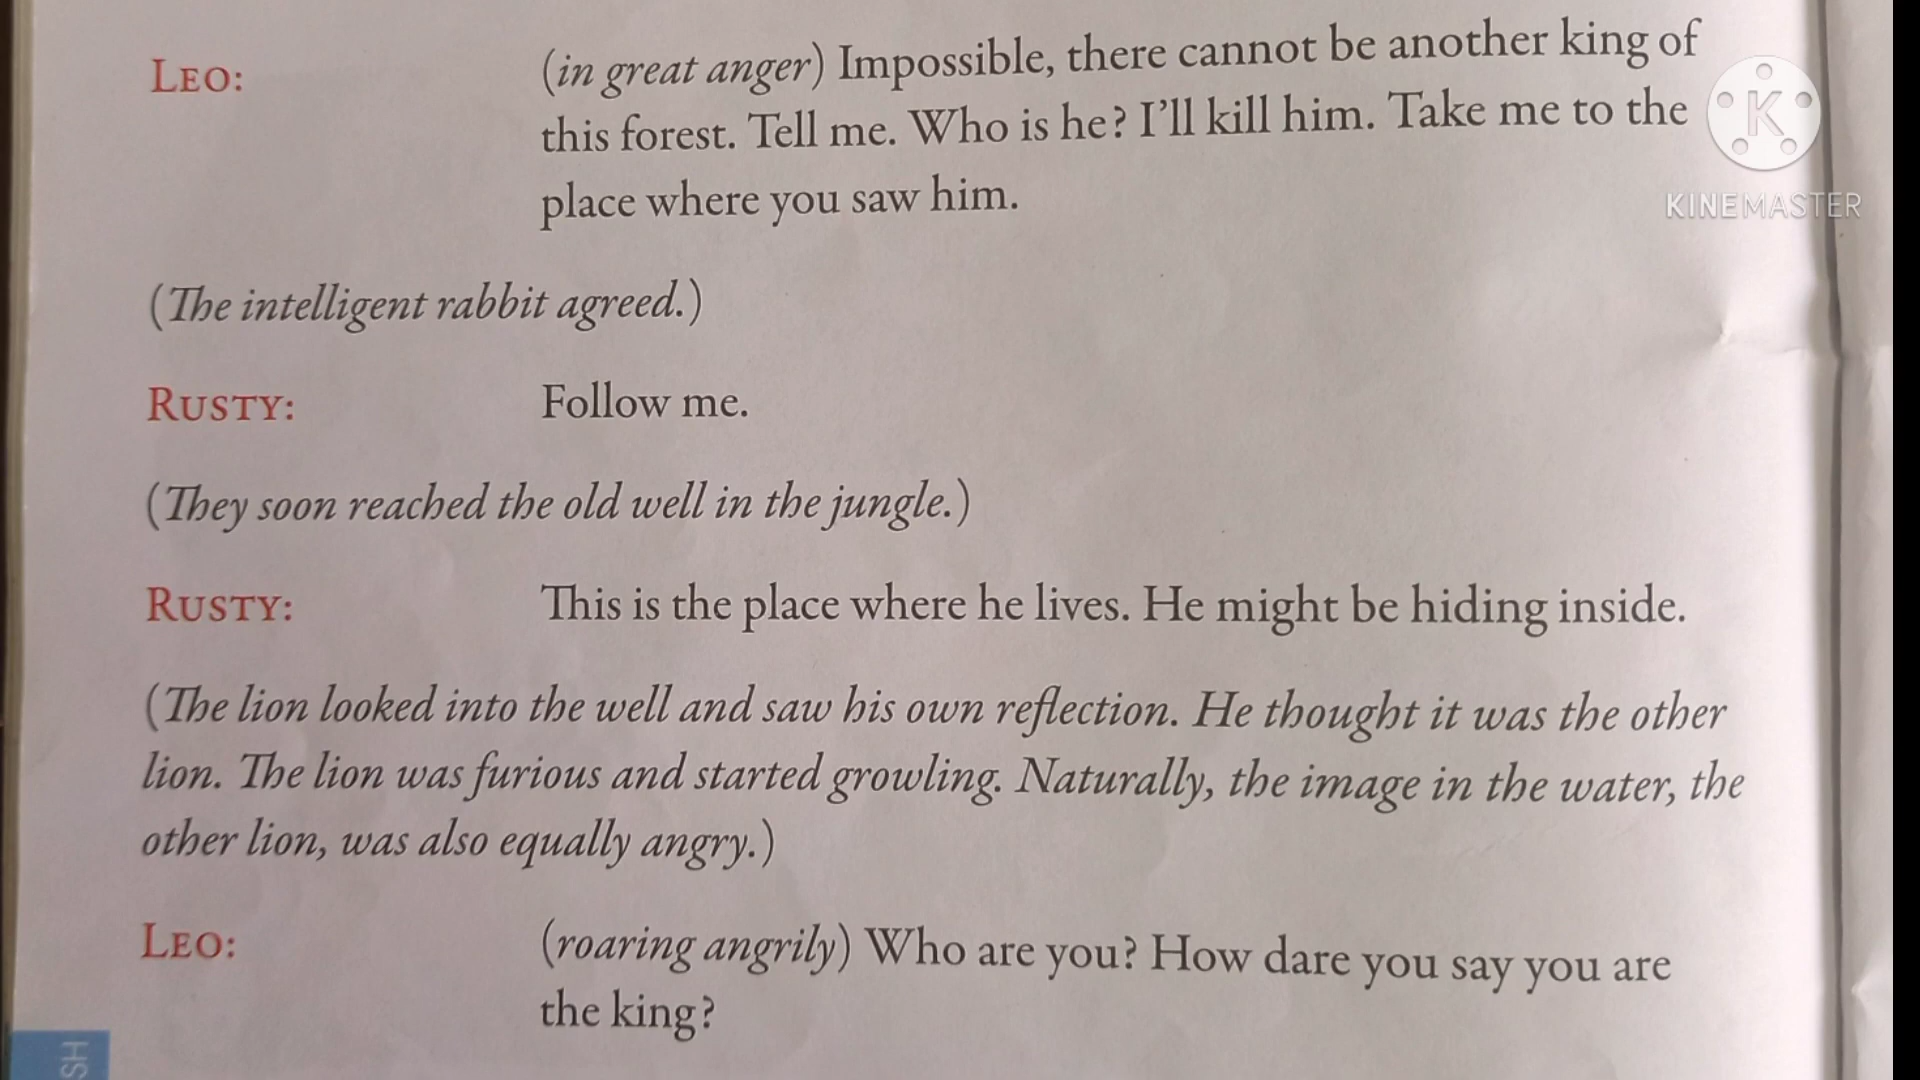 LEO: (in great anger) Impossible, there cannot be another king of
this forest. Tell me. Who is he? I'll kill him. Take me to the
place where you saw him.
K
KINEMASTER
(The intelligent rabbit agreed.)
RUSTY: Follow me.
(They soon reached the old well in the jungle.)
RUSTY: This is the place where he lives. He might be hiding inside.
(The lion looked into the well and saw his own reflection. He thought it was the other
lion. The lion was furious and started growling. Naturally, the image in the water, the
other lion, was also equally angry.)
LEO: (roaring angrily) Who are you? How dare you say you are
the king?
SH